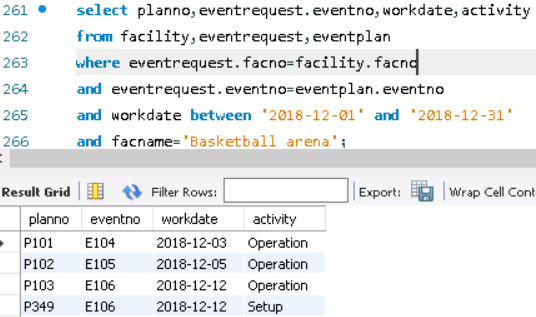 261 select planno,eventrequest.eventno,workdate,activity
262 from facility,eventrequest,eventplan
263 where eventrequest.facno=facility.facno
264 and eventrequest.eventno=eventplan.eventno
265 and workdate between '2018-12-01' and '2018-12-31'
266 and facname='Basketball arena';
Result Grid Filter Rows: Export: Wrap Cell Cont
planno eventno workdate activity
P101 E104 2018-12-03 Operation
P102 E105 2018-12-05 Operation
P103 E106 2018-12-12 Operation
P349 E106 2018-12-12 Setup